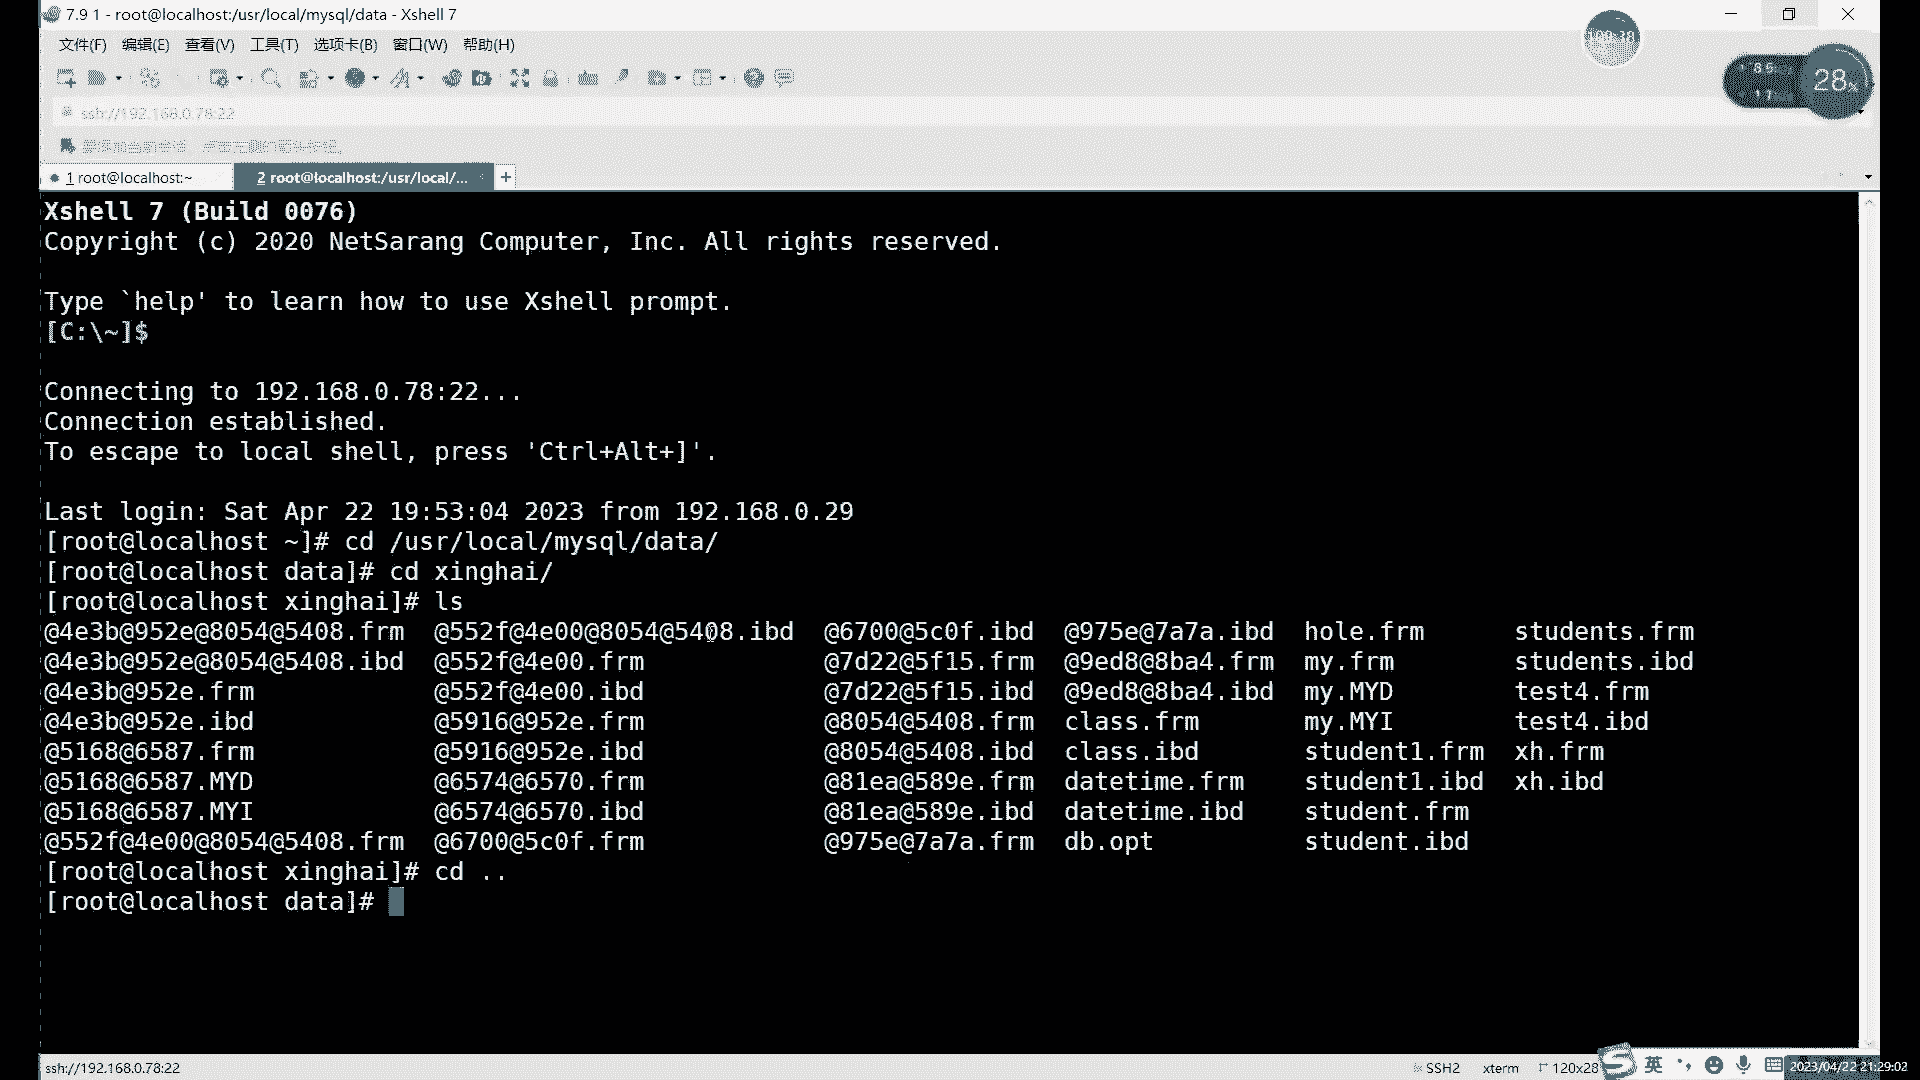 7.9 1 - root@localhost:/usr/local/mysql/data - Xshell 7
文件(F) 编辑(E) 查看(V) 工具(T) 选项卡(B) 窗口(W) 帮助(H)
28%
ssh://192.168.0.78:22
1 root@localhost:~ 2 root@localhost:/usr/local/... +
Xshell 7 (Build 0076)
Copyright (c) 2020 NetSarang Computer, Inc. All rights reserved.
Type `help' to learn how to use Xshell prompt.
[C:\~]$
Connecting to 192.168.0.78:22...
Connection established.
To escape to local shell, press 'Ctrl+Alt+]'.
Last login: Sat Apr 22 19:53:04 2023 from 192.168.0.29
[root@localhost ~]# cd /usr/local/mysql/data/
[root@localhost data]# cd xinghai/
[root@localhost xinghai]# ls
@4e3b@952e@8054@5408.frm @552f@4e00@8054@5408.ibd @6700@5c0f.ibd @975e@7a7a.ibd hole.frm students.frm
@4e3b@952e@8054@5408.ibd @552f@4e00.frm @7d22@5f15.frm @9ed8@8ba4.frm my.frm students.ibd
@4e3b@952e.frm @552f@4e00.ibd @7d22@5f15.ibd @9ed8@8ba4.ibd my.MYD test4.frm
@4e3b@952e.ibd @5916@952e.frm @8054@5408.frm class.frm my.MYI test4.ibd
@5168@6587.frm @5916@952e.ibd @8054@5408.ibd class.ibd student1.frm xh.frm
@5168@6587.MYD @6574@6570.frm @81ea@589e.frm datetime.frm student1.ibd xh.ibd
@5168@6587.MYI @6574@6570.ibd @81ea@589e.ibd datetime.ibd student.frm
@552f@4e00@8054@5408.frm @6700@5c0f.frm @975e@7a7a.frm db.opt student.ibd
[root@localhost xinghai]# cd ..
[root@localhost data]#
ssh://192.168.0.78:22 SSH2 xterm 120x28 英 2023/04/22 21:29:02